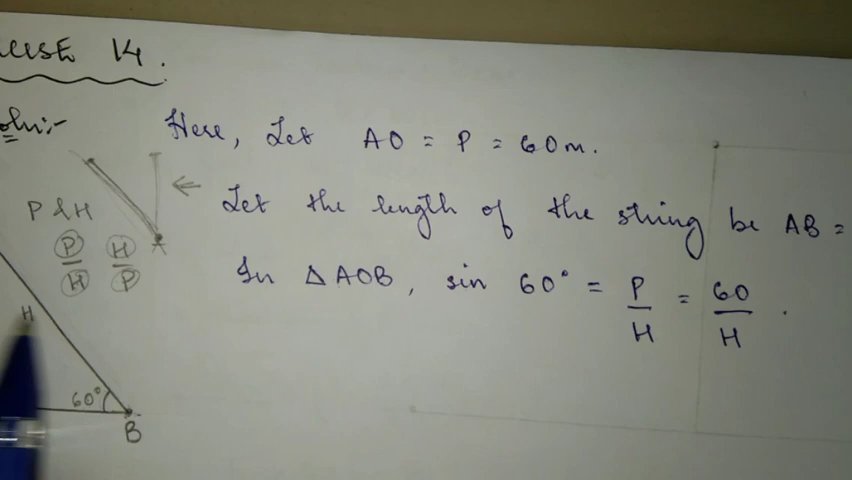 14.
Soln:-
Here, Let AO = P = 60m.
Let the length of the string be AB =
In ΔAOB, sin 60° = P/H = 60/H.
P & H
P/H H/P
A
H
60°
B